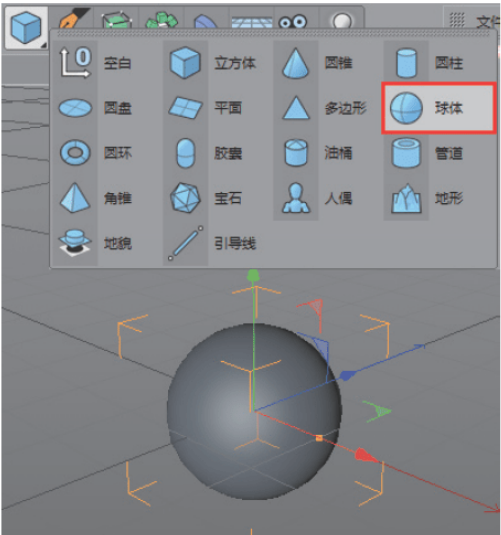 文件
空白 立方体 圆锥 圆柱
圆盘 平面 多边形 球体
圆环 胶囊 油桶 管道
角锥 宝石 人偶 地形
地貌 引导线